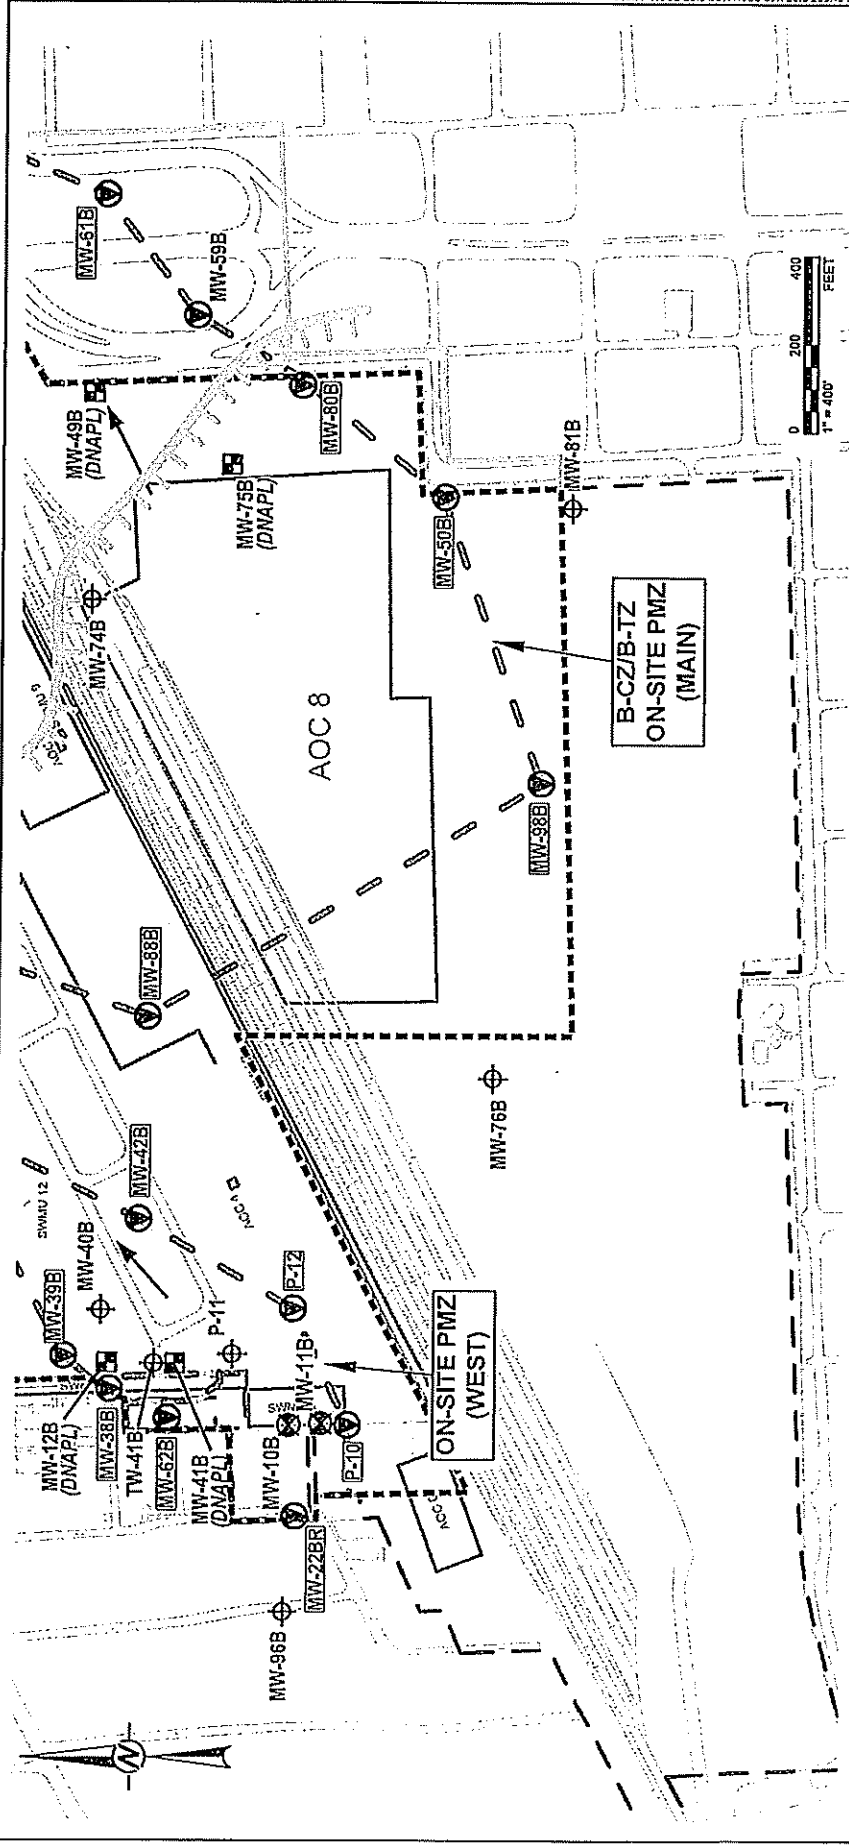 MW-61B
MW-59B
MW-49B
(DNAPL)
MW-80B
MW-75B
(DNAPL)
MW-50B
MW-81B
MW-74B
0 200 400
1" = 400' FEET
AOC 8
B-CZ/B-TZ
ON-SITE PMZ
(MAIN)
MW-98B
MW-88B
MW-76B
SWMU 12
MW-42B
MW-40B
MW-39B
P-12
P-11
MW-11B
ON-SITE PMZ
(WEST)
MW-12B
(DNAPL)
MW-38B
TW-41B
MW-62B
MW-41B
(DNAPL)
MW-10B
P-10
MW-22BR
MW-96B
N